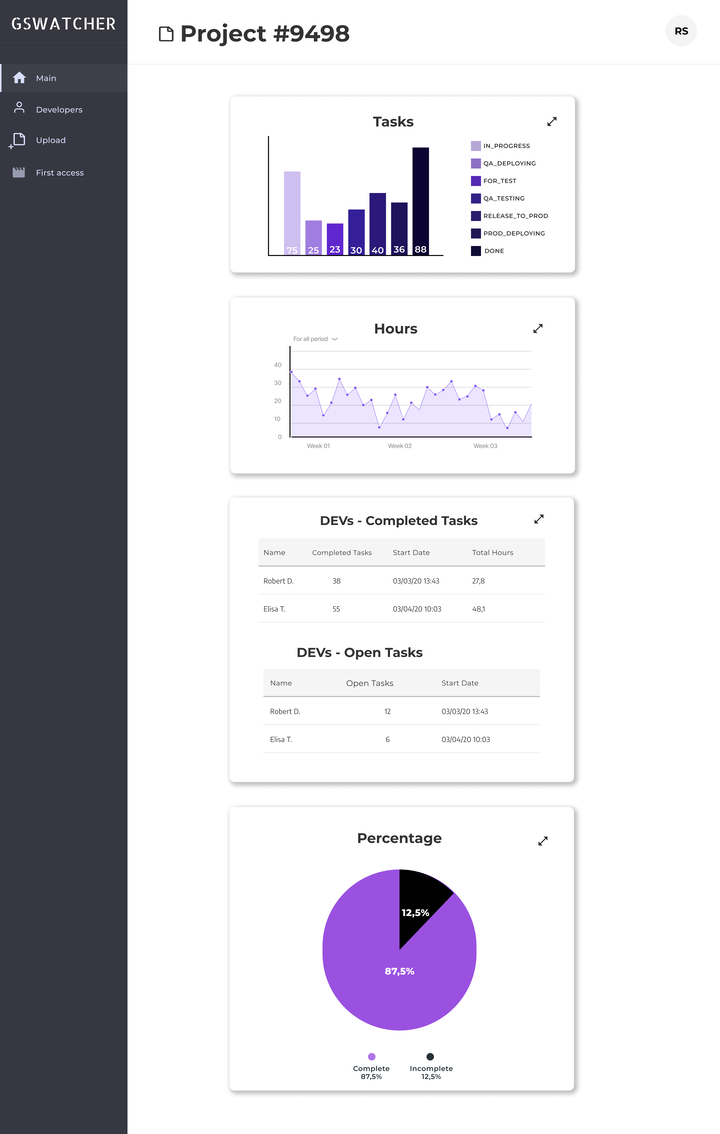 GSWATCHER
Project #9498
RS
Main
Developers
Upload
First access
Tasks
75 25 23 30 40 36 88
IN_PROGRESS
QA_DEPLOYING
FOR_TEST
QA_TESTING
RELEASE_TO_PROD
PROD_DEPLOYING
DONE
Hours
For all period
40
30
20
10
0
Week 01 Week 02 Week 03
DEVs - Completed Tasks
Name Completed Tasks Start Date Total Hours
Robert D. 38 03/03/20 13:43 27,8
Elisa T. 55 03/04/20 10:03 48,1
DEVs - Open Tasks
Name Open Tasks Start Date
Robert D. 12 03/03/20 13:43
Elisa T. 6 03/04/20 10:03
Percentage
12,5%
87,5%
Complete Incomplete
87,5% 12,5%